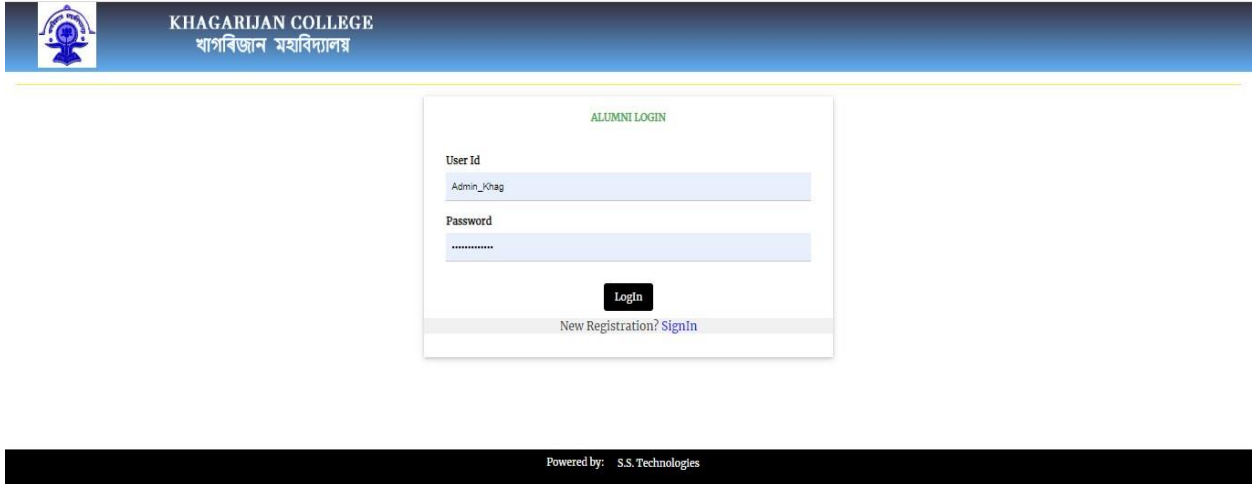 KHAGARIJAN COLLEGE
খাগৰিজান মহাবিদ্যালয়
ALUMNI LOGIN
User Id
Admin_Khag
Password
•••••••••••••
LogIn
New Registration? SignIn
Powered by: S.S. Technologies